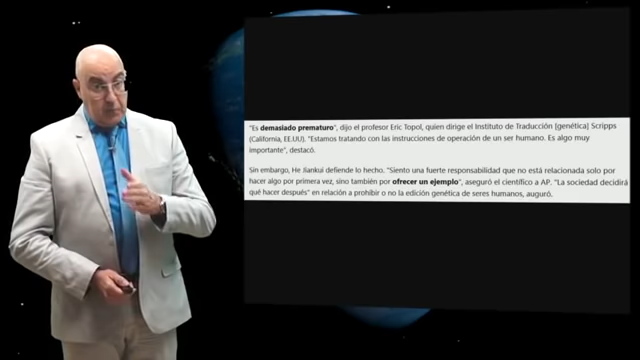 "Es demasiado prematuro", dijo el profesor Eric Topol, quien dirige el Instituto de Traducción [genética] Scripps
(California, EE.UU). "Estamos tratando con las instrucciones de operación de un ser humano. Es algo muy
importante", destacó.
Sin embargo, He Jiankui defiende lo hecho. "Siento una fuerte responsabilidad que no está relacionada solo por
hacer algo por primera vez, sino también por ofrecer un ejemplo", aseguró el científico a AP. "La sociedad decidirá
qué hacer después" en relación a prohibir o no la edición genética de seres humanos, auguró.